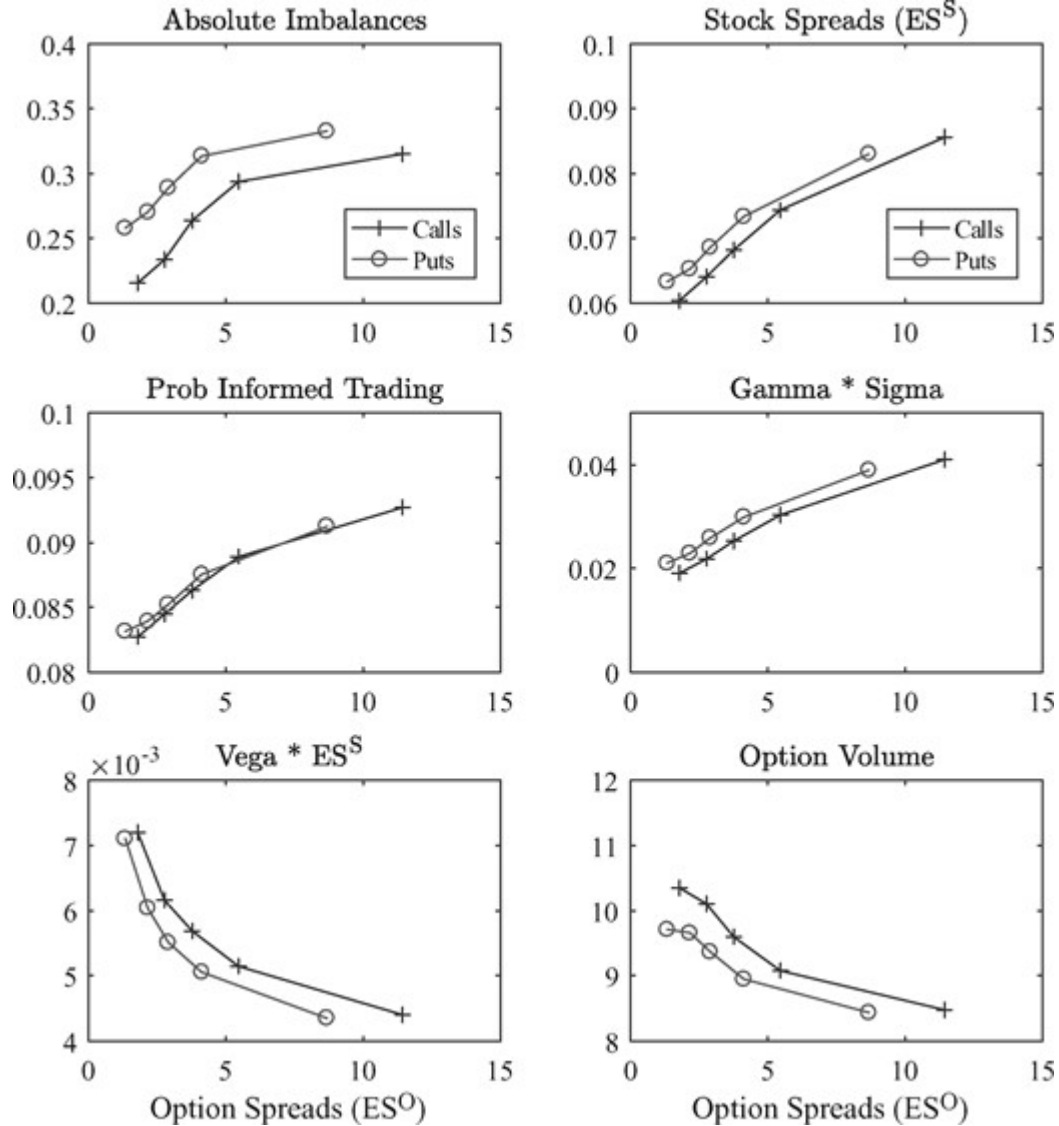 Absolute Imbalances
0.4
0.35
0.3
0.25
0.2
Calls
Puts
0 5 10 15
Stock Spreads (ES^S)
0.1
0.09
0.08
0.07
0.06
Calls
Puts
0 5 10 15
Prob Informed Trading
0.1
0.095
0.09
0.085
0.08
0 5 10 15
Gamma * Sigma
0.04
0.02
0
0 5 10 15
Vega * ES^S
×10^-3
8
7
6
5
4
0 5 10 15
Option Spreads (ES^O)
Option Volume
12
11
10
9
8
0 5 10 15
Option Spreads (ES^O)